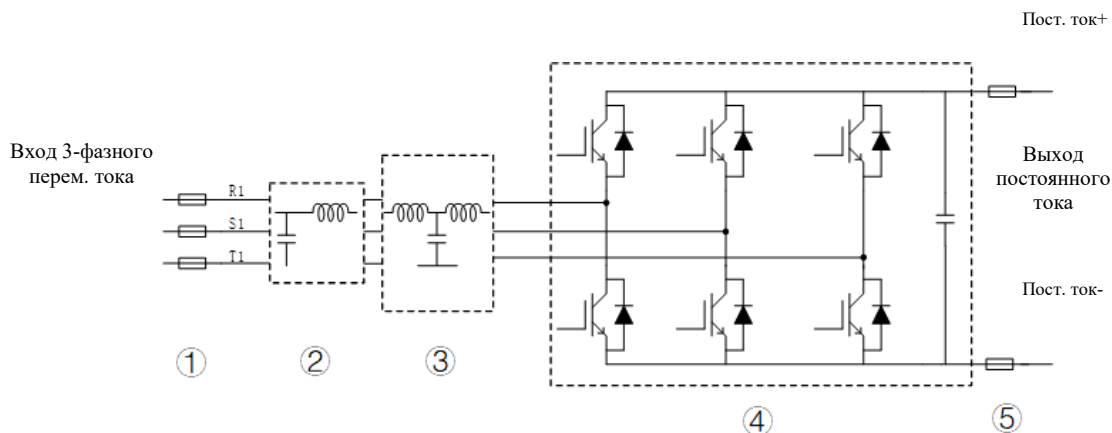 Пост. ток+
Вход 3-фазного
перем. тока
Выход
постоянного
тока
R1
S1
T1
Пост. ток-
①
②
③
④
⑤